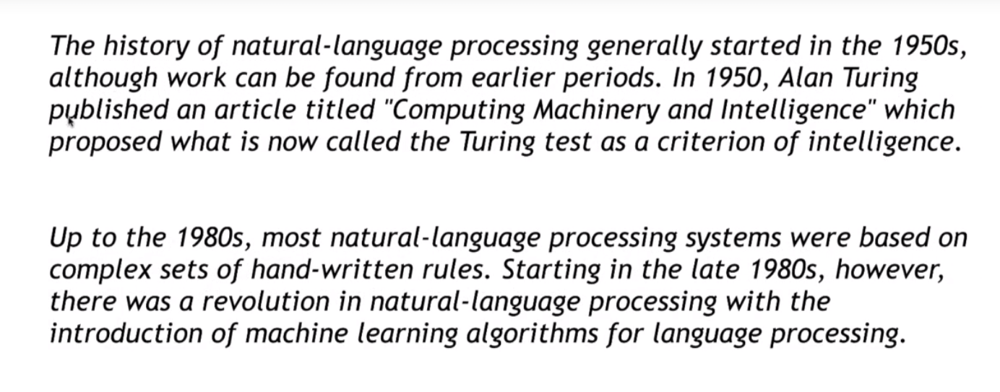 The history of natural-language processing generally started in the 1950s,
although work can be found from earlier periods. In 1950, Alan Turing
published an article titled "Computing Machinery and Intelligence" which
proposed what is now called the Turing test as a criterion of intelligence.
Up to the 1980s, most natural-language processing systems were based on
complex sets of hand-written rules. Starting in the late 1980s, however,
there was a revolution in natural-language processing with the
introduction of machine learning algorithms for language processing.